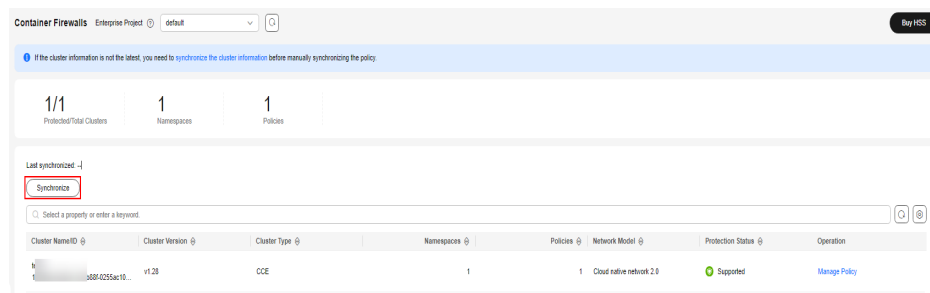 Container Firewalls Enterprise Project default Buy HSS
If the cluster information is not the latest, you need to synchronize the cluster information before manually synchronizing the policy.
1/1 1 1
Protected/Total Clusters Namespaces Policies
Last synchronized: --
Synchronize
Select a property or enter a keyword.
Cluster Name/ID Cluster Version Cluster Type Namespaces Policies Network Model Protection Status Operation
v1.28 CCE 1 1 Cloud native network 2.0 Supported Manage Policy